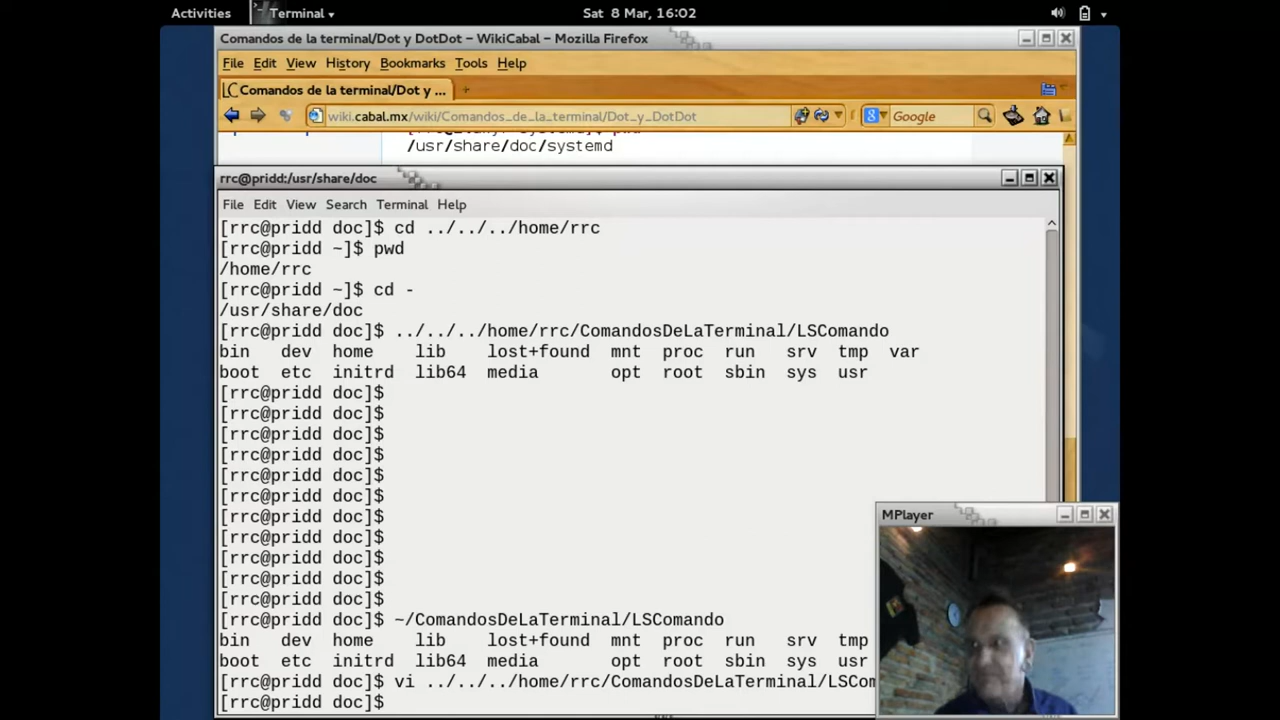 Activities Terminal Sat 8 Mar, 16:02
Comandos de la terminal/Dot y DotDot – WikiCabal – Mozilla Firefox
File Edit View History Bookmarks Tools Help
Comandos de la terminal/Dot y ...
wiki.cabal.mx/wiki/Comandos_de_la_terminal/Dot_y_DotDot Google
/usr/share/doc/systemd
rrc@pridd:/usr/share/doc
File Edit View Search Terminal Help
[rrc@pridd doc]$ cd ../../../home/rrc
[rrc@pridd ~]$ pwd
/home/rrc
[rrc@pridd ~]$ cd -
/usr/share/doc
[rrc@pridd doc]$ ../../../home/rrc/ComandosDeLaTerminal/LSComando
bin dev home lib lost+found mnt proc run srv tmp var
boot etc initrd lib64 media opt root sbin sys usr
[rrc@pridd doc]$
[rrc@pridd doc]$
[rrc@pridd doc]$
[rrc@pridd doc]$
[rrc@pridd doc]$
[rrc@pridd doc]$
[rrc@pridd doc]$
[rrc@pridd doc]$
[rrc@pridd doc]$
[rrc@pridd doc]$
[rrc@pridd doc]$
[rrc@pridd doc]$ ~/ComandosDeLaTerminal/LSComando
bin dev home lib lost+found mnt proc run srv tmp
boot etc initrd lib64 media opt root sbin sys usr
[rrc@pridd doc]$ vi ../../../home/rrc/ComandosDeLaTerminal/LSCom
[rrc@pridd doc]$
MPlayer